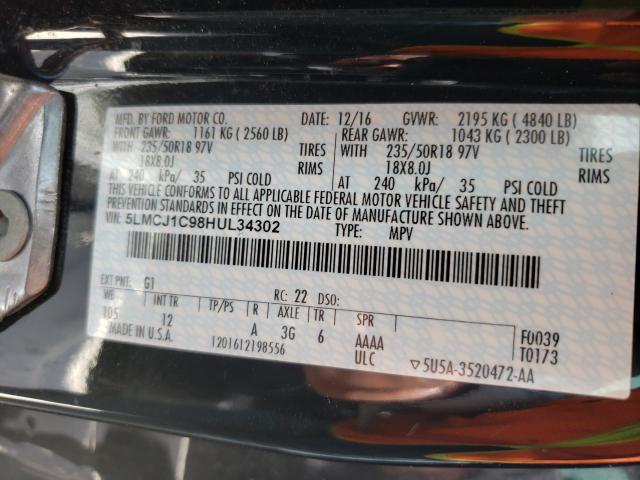 MFD. BY FORD MOTOR CO. DATE: 12/16 GVWR: 2195 KG ( 4840 LB)
FRONT GAWR: 1161 KG ( 2560 LB) REAR GAWR: 1043 KG ( 2300 LB)
WITH 235/50R18 97V TIRES WITH 235/50R18 97V TIRES
18X8.0J RIMS 18X8.0J RIMS
AT 240 kPa/ 35 PSI COLD AT 240 kPa/ 35 PSI COLD
THIS VEHICLE CONFORMS TO ALL APPLICABLE FEDERAL MOTOR VEHICLE SAFETY AND THEFT
PREVENTION STANDARDS IN EFFECT ON THE DATE OF MANUFACTURE SHOWN ABOVE.
VIN: 5LMCJ1C98HUL34302 TYPE: MPV
EXT PNT: G1 RC: 22 DSO:
WB INT TR TP/PS R AXLE TR SPR
105 12 A 3G 6 AAAA F0039
MADE IN U.S.A. 1201612198556 ULC T0173
▽5U5A-3520472-AA